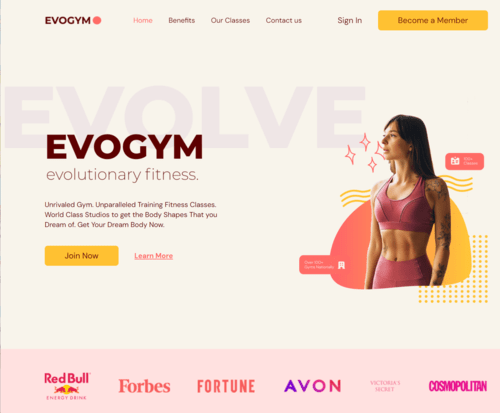 EVOGYM
Home
Benefits
Our Classes
Contact us
Sign In
Become a Member
EVOLVE
EVOGYM
evolutionary fitness.
Unrivaled Gym. Unparalleled Training Fitness Classes.
World Class Studios to get the Body Shapes That you
Dream of. Get Your Dream Body Now.
Join Now
Learn More
Red Bull
ENERGY DRINK
Forbes
FORTUNE
AVON
VICTORIA'S
SECRET
COSMOPOLITAN